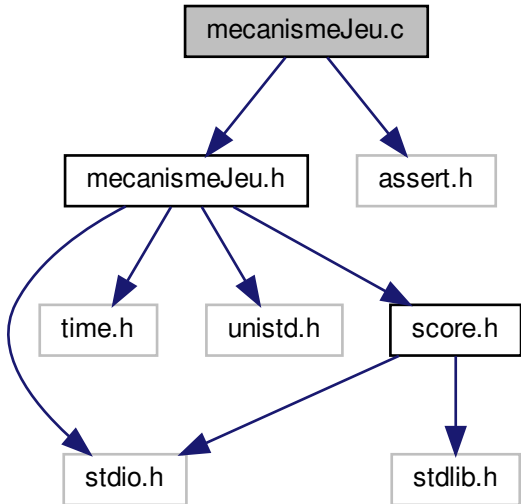 mecanismeJeu.c
mecanismeJeu.h
assert.h
time.h
unistd.h
score.h
stdio.h
stdlib.h